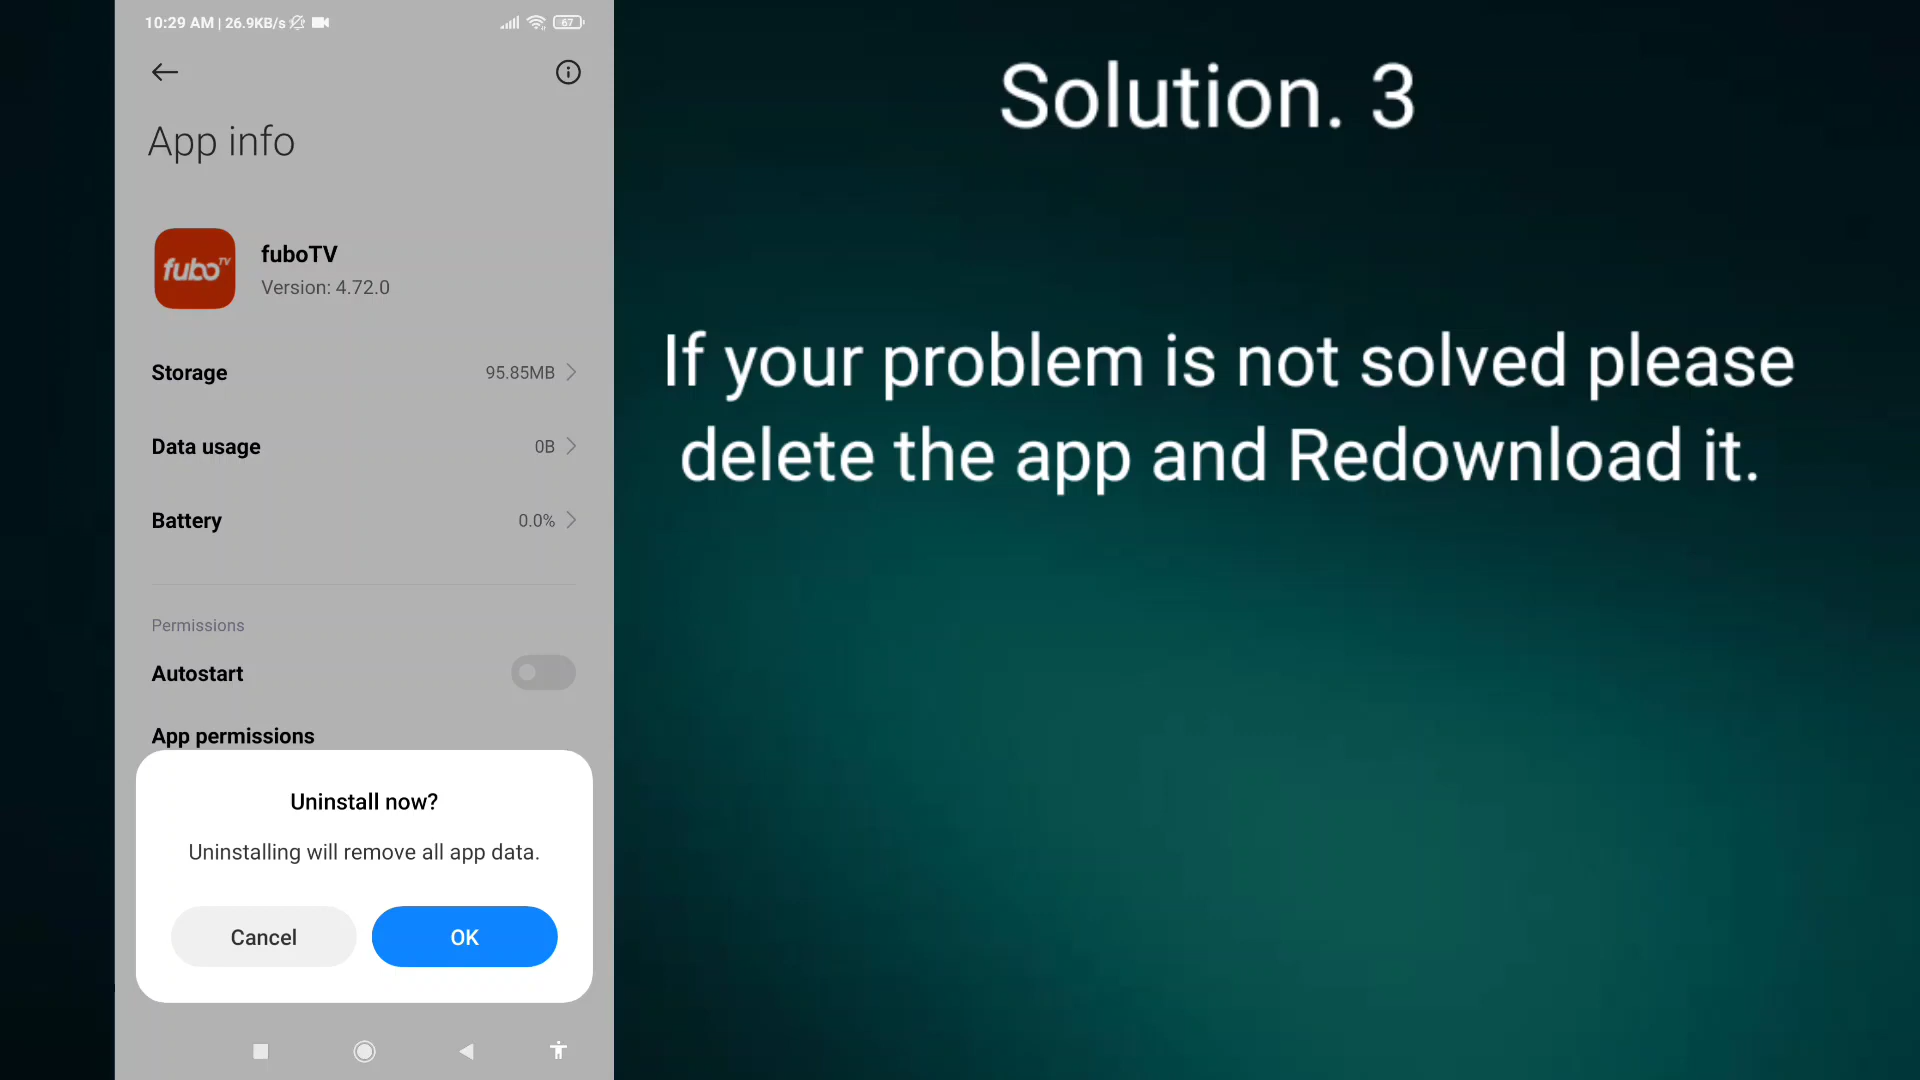 10:29 AM | 26.9KB/s
67
App info
fubo TV
fuboTV
Version: 4.72.0
Storage 95.85MB
Data usage 0B
Battery 0.0%
Permissions
Autostart
App permissions
Uninstall now?
Uninstalling will remove all app data.
Cancel OK
Solution. 3
If your problem is not solved please
delete the app and Redownload it.